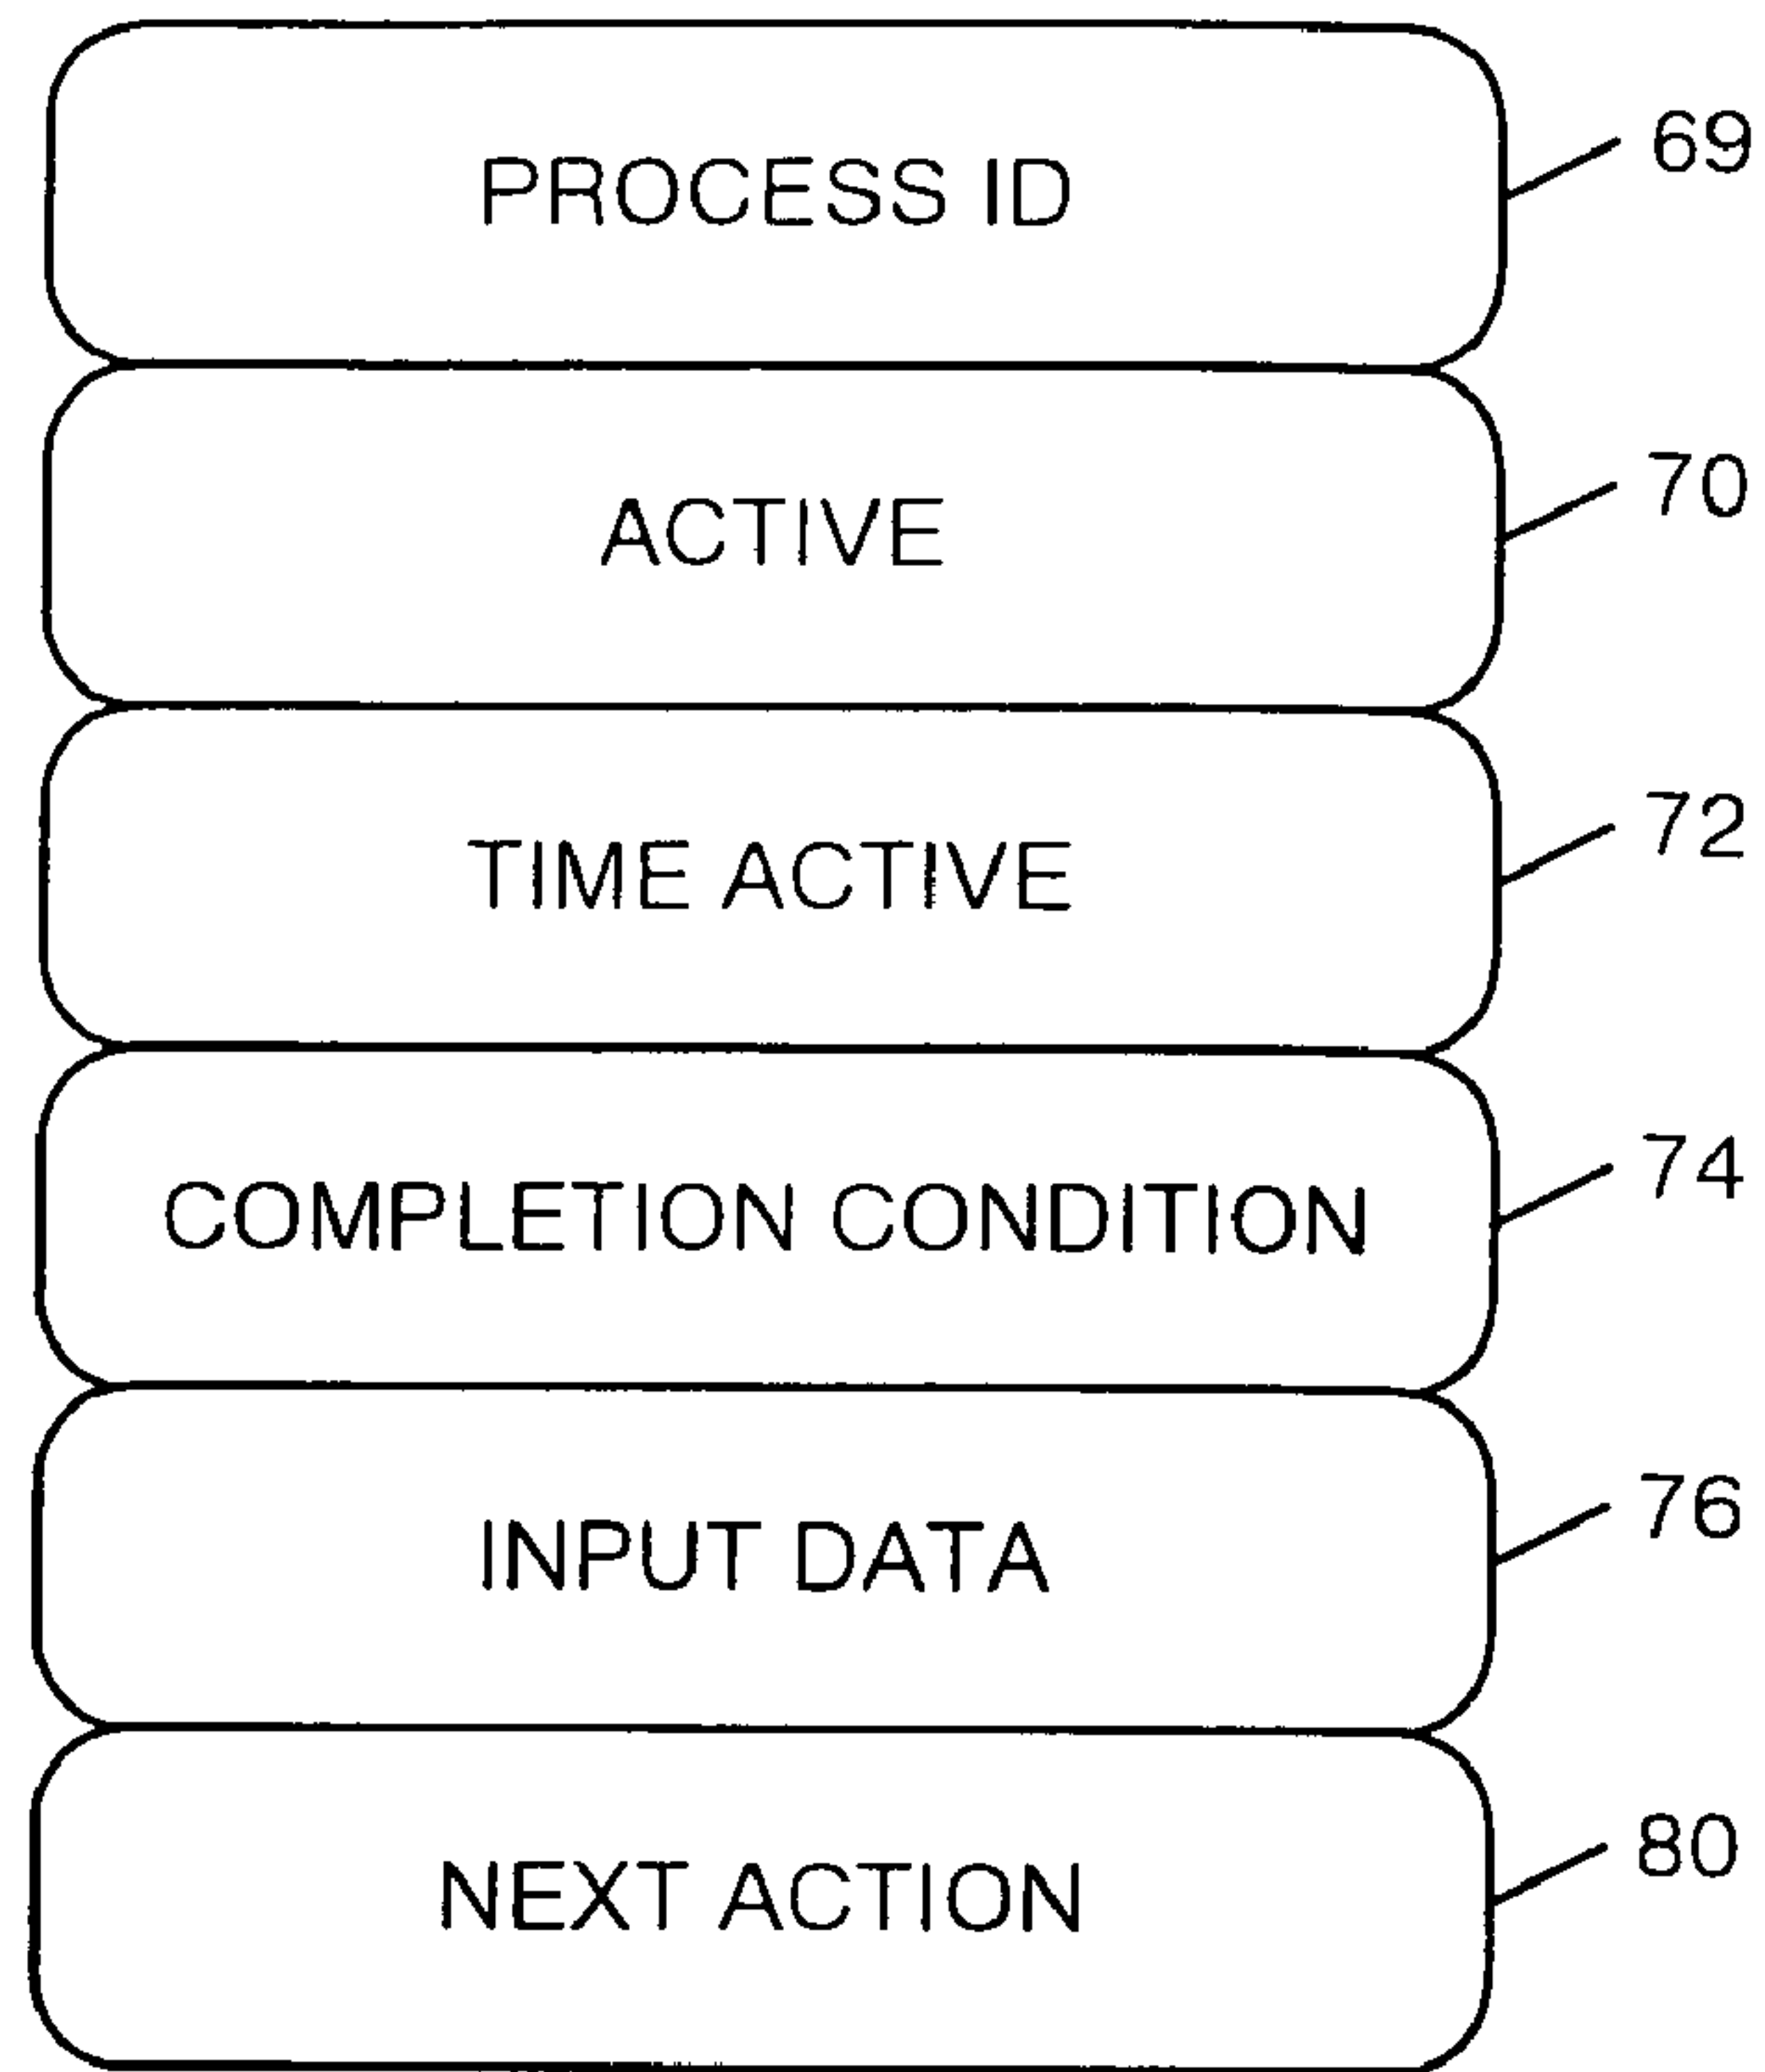 PROCESS ID
69
ACTIVE
70
TIME ACTIVE
72
COMPLETION CONDITION
74
INPUT DATA
76
NEXT ACTION
80